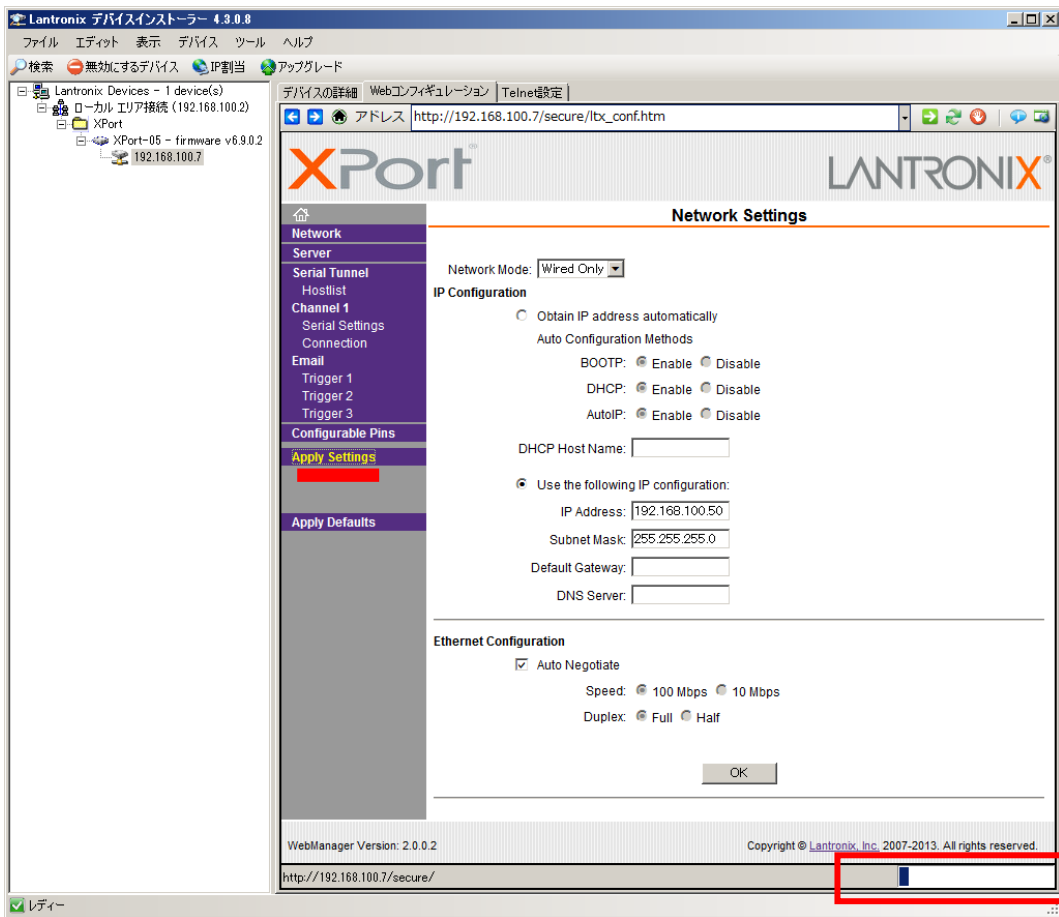 Lantronix デバイスインストーラー 4.3.0.8
ファイル エディット 表示 デバイス ツール ヘルプ
検索 無効にするデバイス IP割当 アップグレード
Lantronix Devices - 1 device(s)
ローカル エリア接続 (192.168.100.2)
XPort
XPort-05 - firmware v6.9.0.2
192.168.100.7
デバイスの詳細 Webコンフィギュレーション Telnet設定
アドレス http://192.168.100.7/secure/ltx_conf.htm
XPort™ LANTRONIX®
Network
Server
Serial Tunnel
Hostlist
Channel 1
Serial Settings
Connection
Email
Trigger 1
Trigger 2
Trigger 3
Configurable Pins
Apply Settings
Apply Defaults
Network Settings
Network Mode: Wired Only
IP Configuration
Obtain IP address automatically
Auto Configuration Methods
BOOTP: Enable Disable
DHCP: Enable Disable
AutoIP: Enable Disable
DHCP Host Name:
Use the following IP configuration:
IP Address: 192.168.100.50
Subnet Mask: 255.255.255.0
Default Gateway:
DNS Server:
Ethernet Configuration
Auto Negotiate
Speed: 100 Mbps 10 Mbps
Duplex: Full Half
OK
WebManager Version: 2.0.0.2
Copyright © Lantronix, Inc. 2007-2013. All rights reserved.
http://192.168.100.7/secure/
レディー